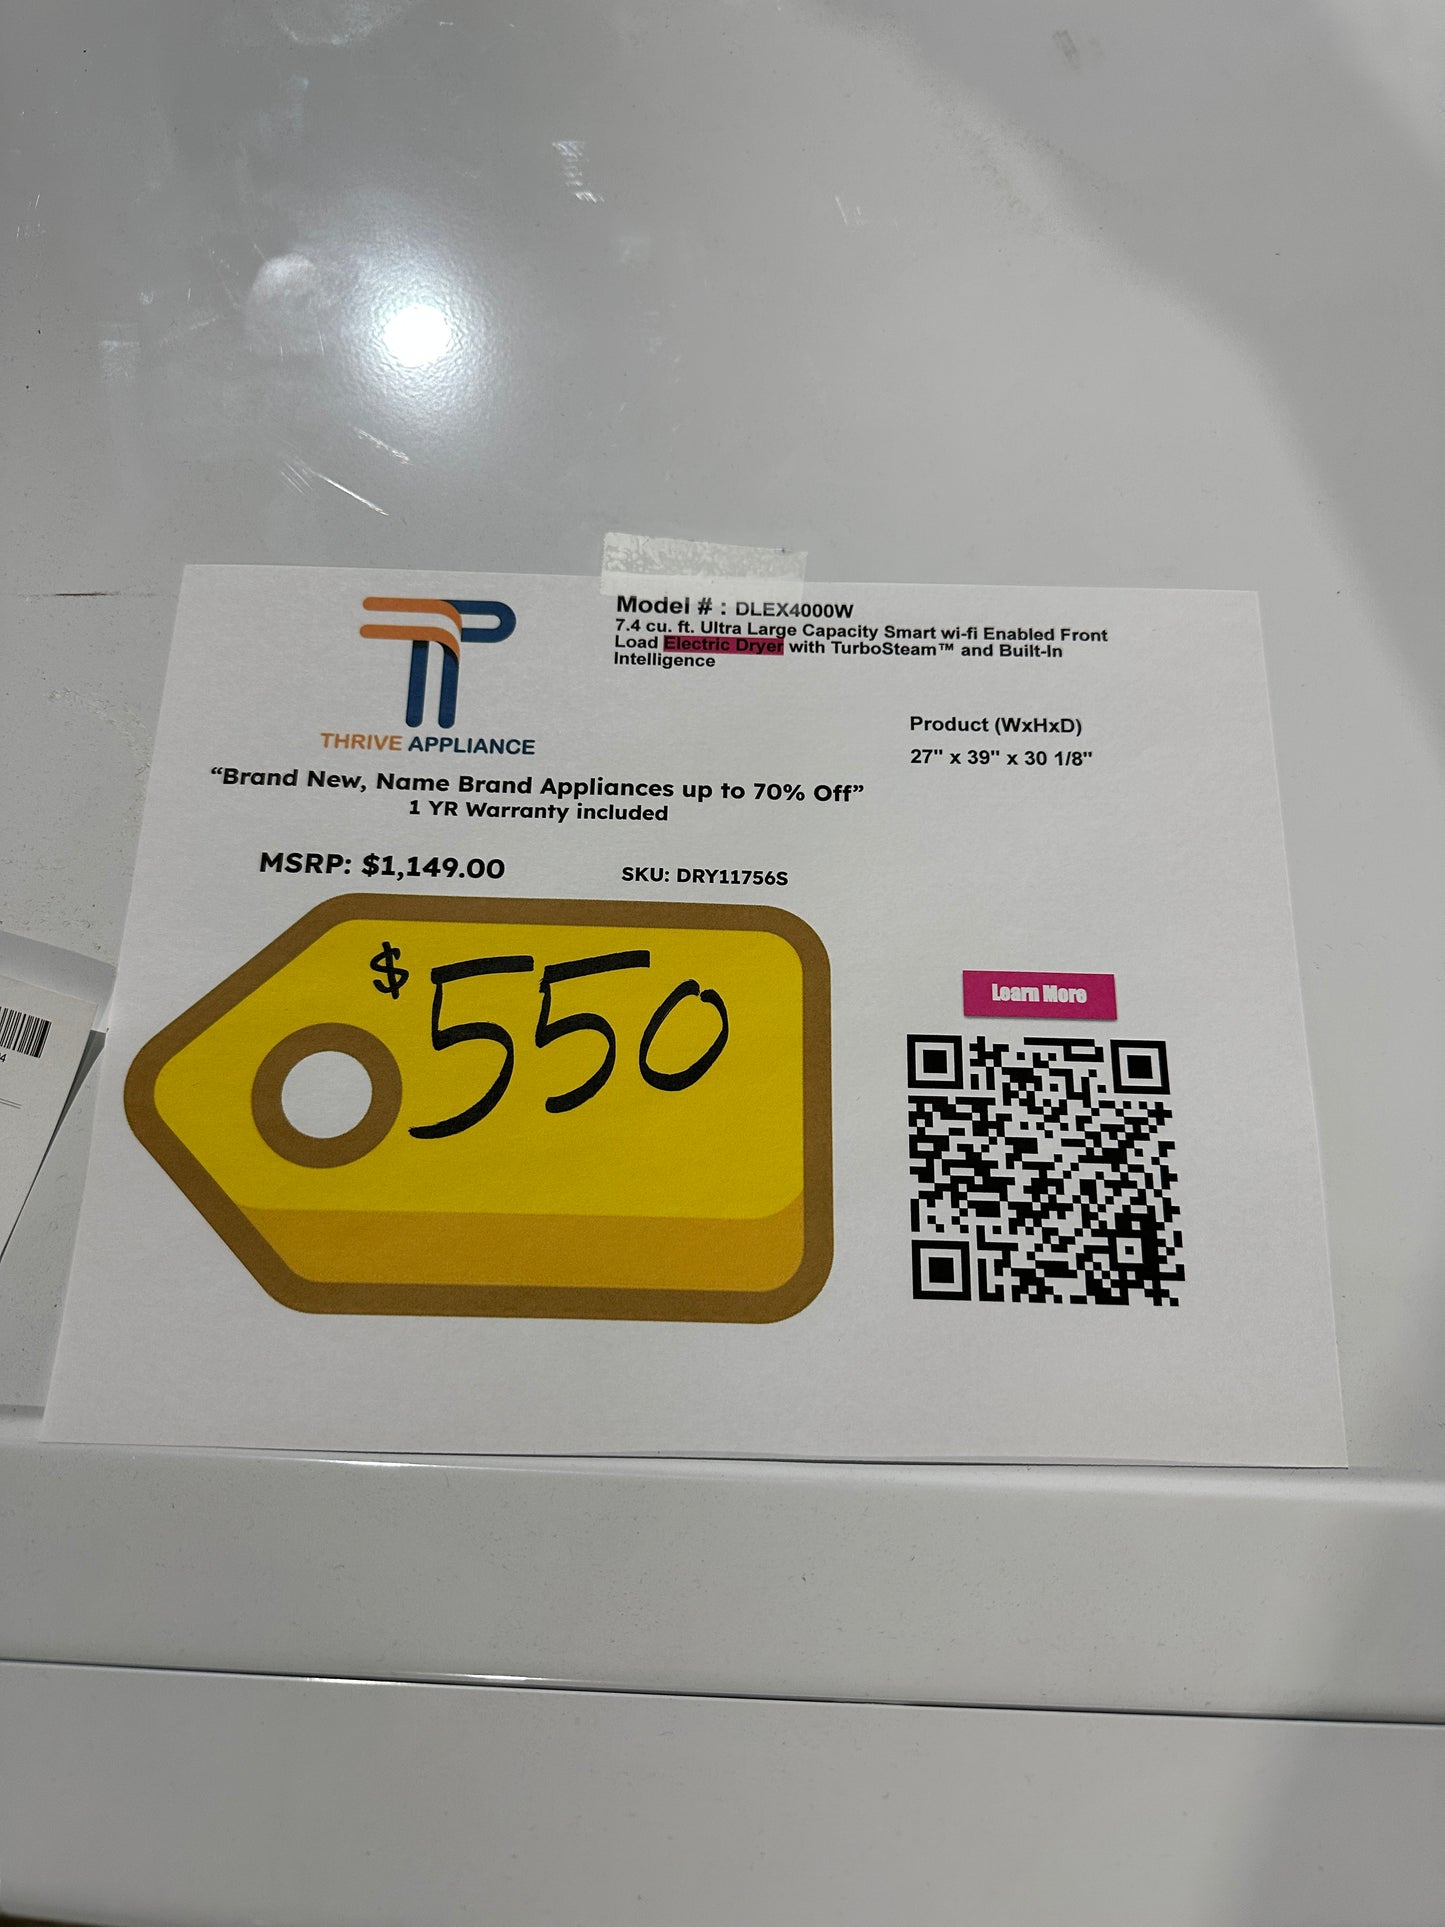 Model # : DLEX4000W
7.4 cu. ft. Ultra Large Capacity Smart wi-fi Enabled Front
Load Electric Dryer with TurboSteam™ and Built-In
Intelligence
THRIVE APPLIANCE
Product (WxHxD)
27" x 39" x 30 1/8"
“Brand New, Name Brand Appliances up to 70% Off”
1 YR Warranty included
MSRP: $1,149.00
SKU: DRY11756S
$550
Learn More